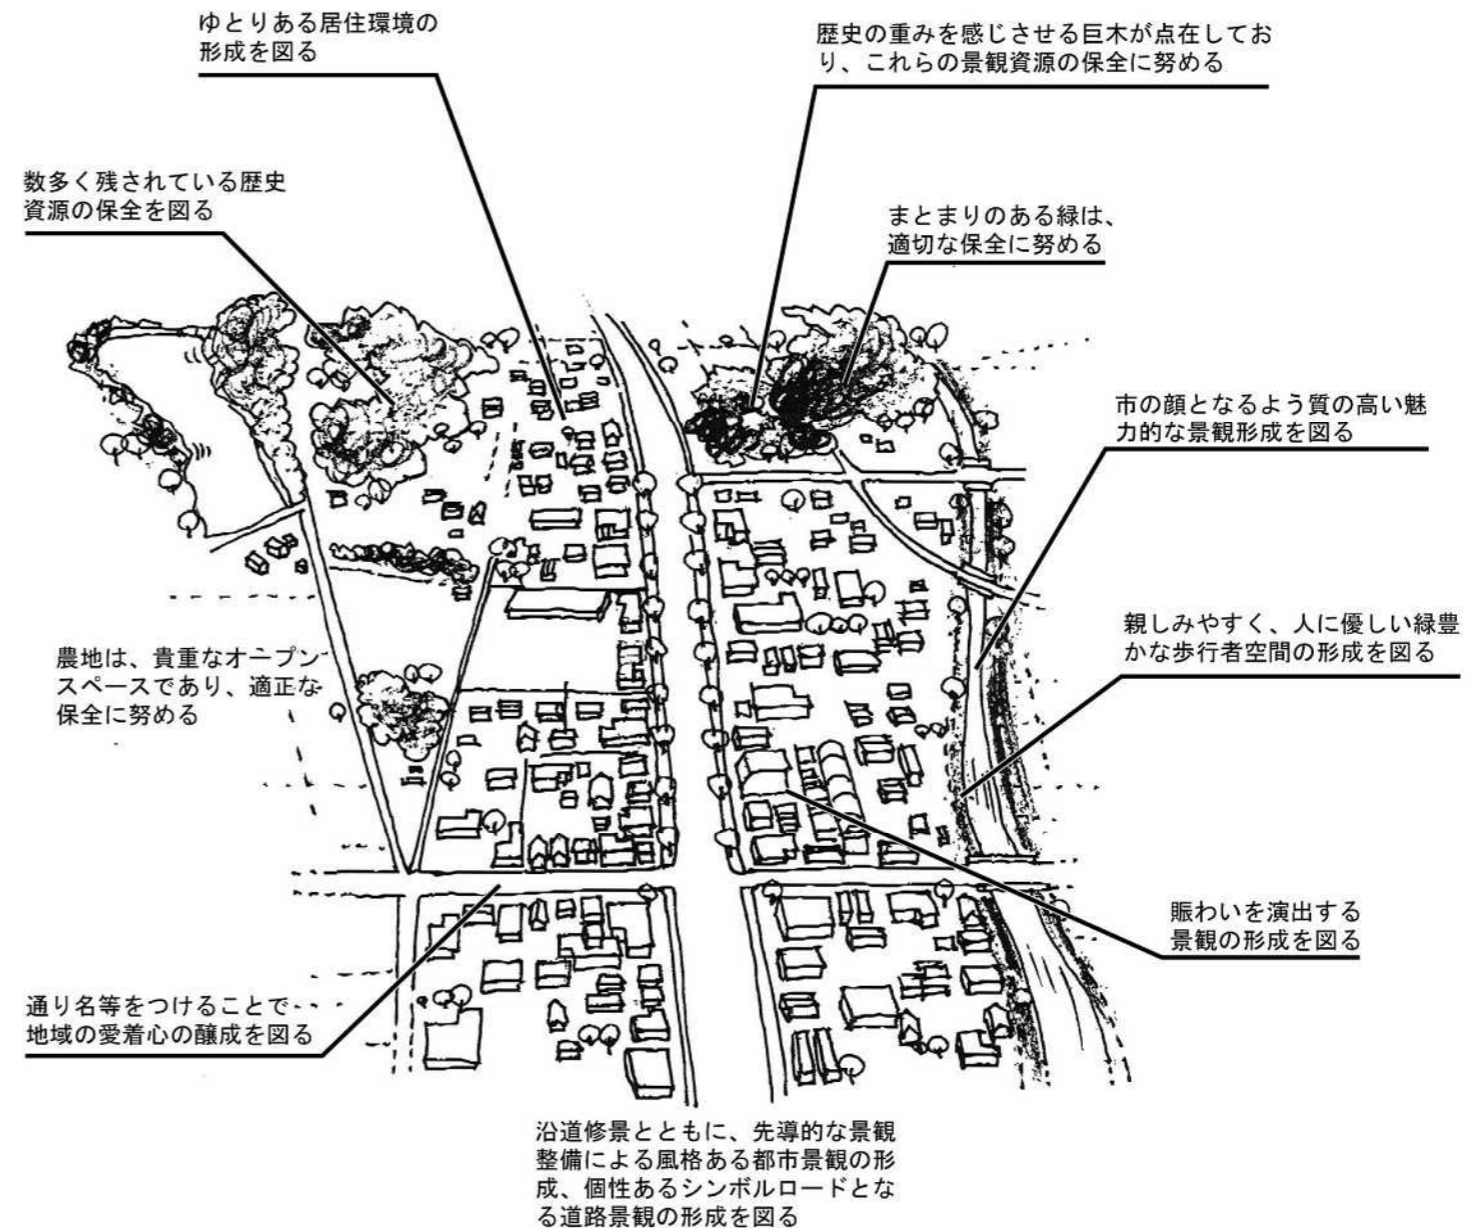 ゆとりある居住環境の
形成を図る
歴史の重みを感じさせる巨木が点在してお
り、これらの景観資源の保全に努める
数多く残されている歴史
資源の保全を図る
まとまりのある緑は、
適切な保全に努める
市の顔となるよう質の高い魅
力的な景観形成を図る
親しみやすく、人に優しい緑豊
かな歩行者空間の形成を図る
農地は、貴重なオープン
スペースであり、適正な
保全に努める
賑わいを演出する
景観の形成を図る
通り名等をつけることで
地域の愛着心の醸成を図る
沿道修景とともに、先導的な景観
整備による風格ある都市景観の形
成、個性あるシンボルロードとな
る道路景観の形成を図る